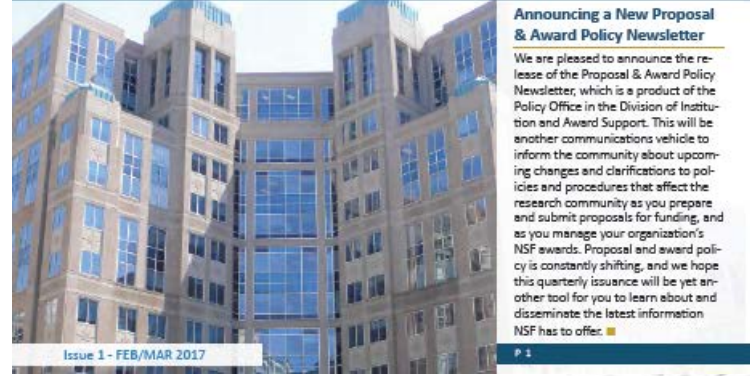 Announcing a New Proposal
& Award Policy Newsletter
We are pleased to announce the re-
lease of the Proposal & Award Policy
Newsletter, which is a product of the
Policy Office in the Division of Institu-
tion and Award Support. This will be
another communications vehicle to
inform the community about upcom-
ing changes and clarifications to pol-
icies and procedures that affect the
research community as you prepare
and submit proposals for funding, and
as you manage your organization's
NSF awards. Proposal and award poli-
cy is constantly shifting, and we hope
this quarterly issuance will be yet an-
other tool for you to learn about and
disseminate the latest information
NSF has to offer.
Issue 1 - FEB/MAR 2017
P 1